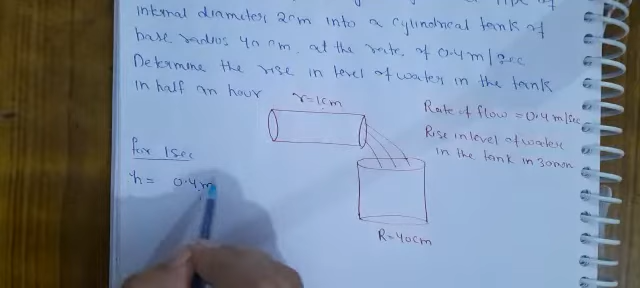 internal diameter 2cm into a cylindrical tank of
base radius 40 cm. at the rate of 0.4 m/sec
Determine the rise in level of water in the tank
in half an hour
r=1cm
Rate of flow = 0.4 m/sec
Rise in level of water
in the tank in 30min
for 1sec
h = 0.4m
R=40cm